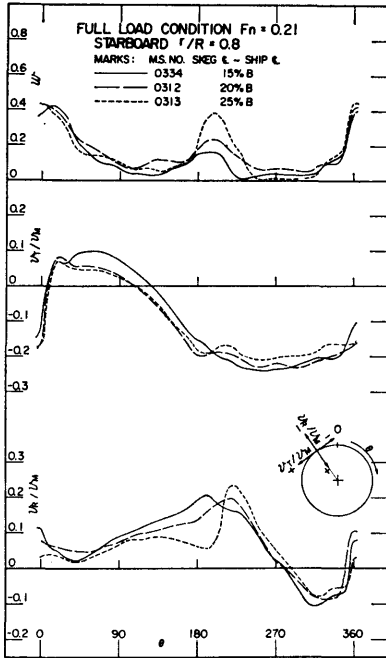 FULL LOAD CONDITION Fn = 0.21
STARBOARD r/R = 0.8
MARKS: M.S. NO. SKEG ℄ ~ SHIP ℄
0334 15% B
0312 20% B
0313 25% B
0.8
0.6
W
0.4
0.2
0
0.2
0.1
0
-0.1
-0.2
-0.3
0
θ
0.3
0.2
0.1
0
-0.1
-0.2
0 θ 90 180 270 360